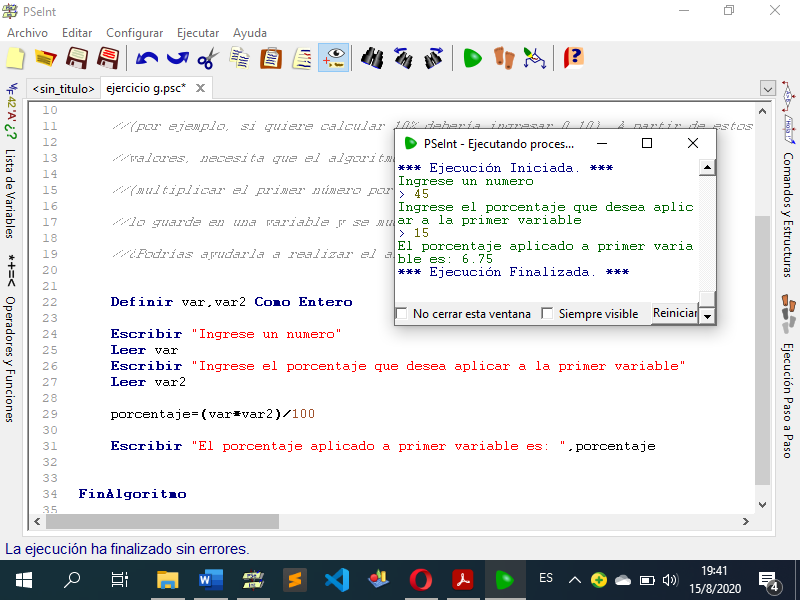 PSeInt
Archivo Editar Configurar Ejecutar Ayuda
<sin_titulo> ejercicio g.psc*
10
11 //(por ejemplo, si quiere calcular 10% debería ingresar 0.10). A partir de estos
12
13 //valores, necesita que el algoritm
14
15 //(multiplicar el primer número por
16
17 //lo guarde en una variable y se mu
18
19 //¿Podrías ayudarla a realizar el a
20
21
22 Definir var,var2 Como Entero
23
24 Escribir "Ingrese un numero"
25 Leer var
26 Escribir "Ingrese el porcentaje que desea aplicar a la primer variable"
27 Leer var2
28
29 porcentaje=(var*var2)/100
30
31 Escribir "El porcentaje aplicado a primer variable es: ",porcentaje
32
33
34 FinAlgoritmo
35
PSeInt - Ejecutando proces...
*** Ejecución Iniciada. ***
Ingrese un numero
> 45
Ingrese el porcentaje que desea aplic
ar a la primer variable
> 15
El porcentaje aplicado a primer varia
ble es: 6.75
*** Ejecución Finalizada. ***
No cerrar esta ventana Siempre visible Reiniciar
Lista de Variables
Operadores y Funciones
Comandos y Estructuras
Ejecución Paso a Paso
La ejecución ha finalizado sin errores.
ES
19:41
15/8/2020
4